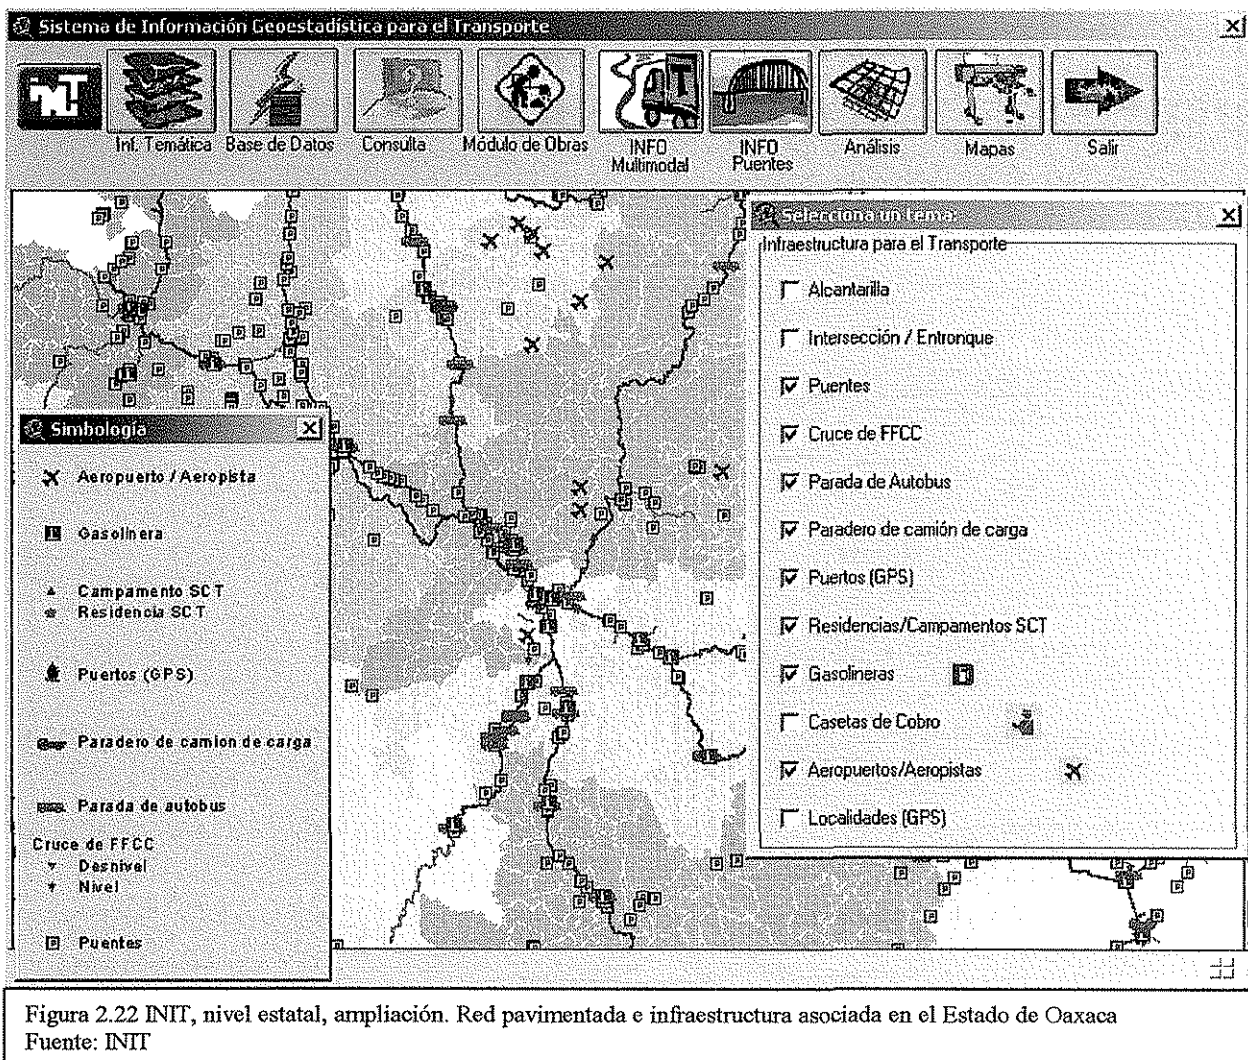 Sistema de Información Geoestadística para el Transporte
Inf. Temática
Base de Datos
Consulta
Módulo de Obras
INFO
Multimodal
INFO
Puentes
Análisis
Mapas
Salir
Selecciona un tema
Infraestructura para el Transporte
Alcantarilla
Intersección / Entronque
Puentes
Cruce de FFCC
Parada de Autobus
Paradero de camión de carga
Puertos (GPS)
Residencias/Campamentos SCT
Gasolineras
Casetas de Cobro
Aeropuertos/Aeropistas
Localidades (GPS)
Simbología
Aeropuerto / Aeropista
Gasolinera
Campamento SCT
Residencia SCT
Puertos (GPS)
Paradero de camion de carga
Parada de autobus
Cruce de FFCC
Desnivel
Nivel
Puentes
Figura 2.22 INIT, nivel estatal, ampliación. Red pavimentada e infraestructura asociada en el Estado de Oaxaca
Fuente: INIT